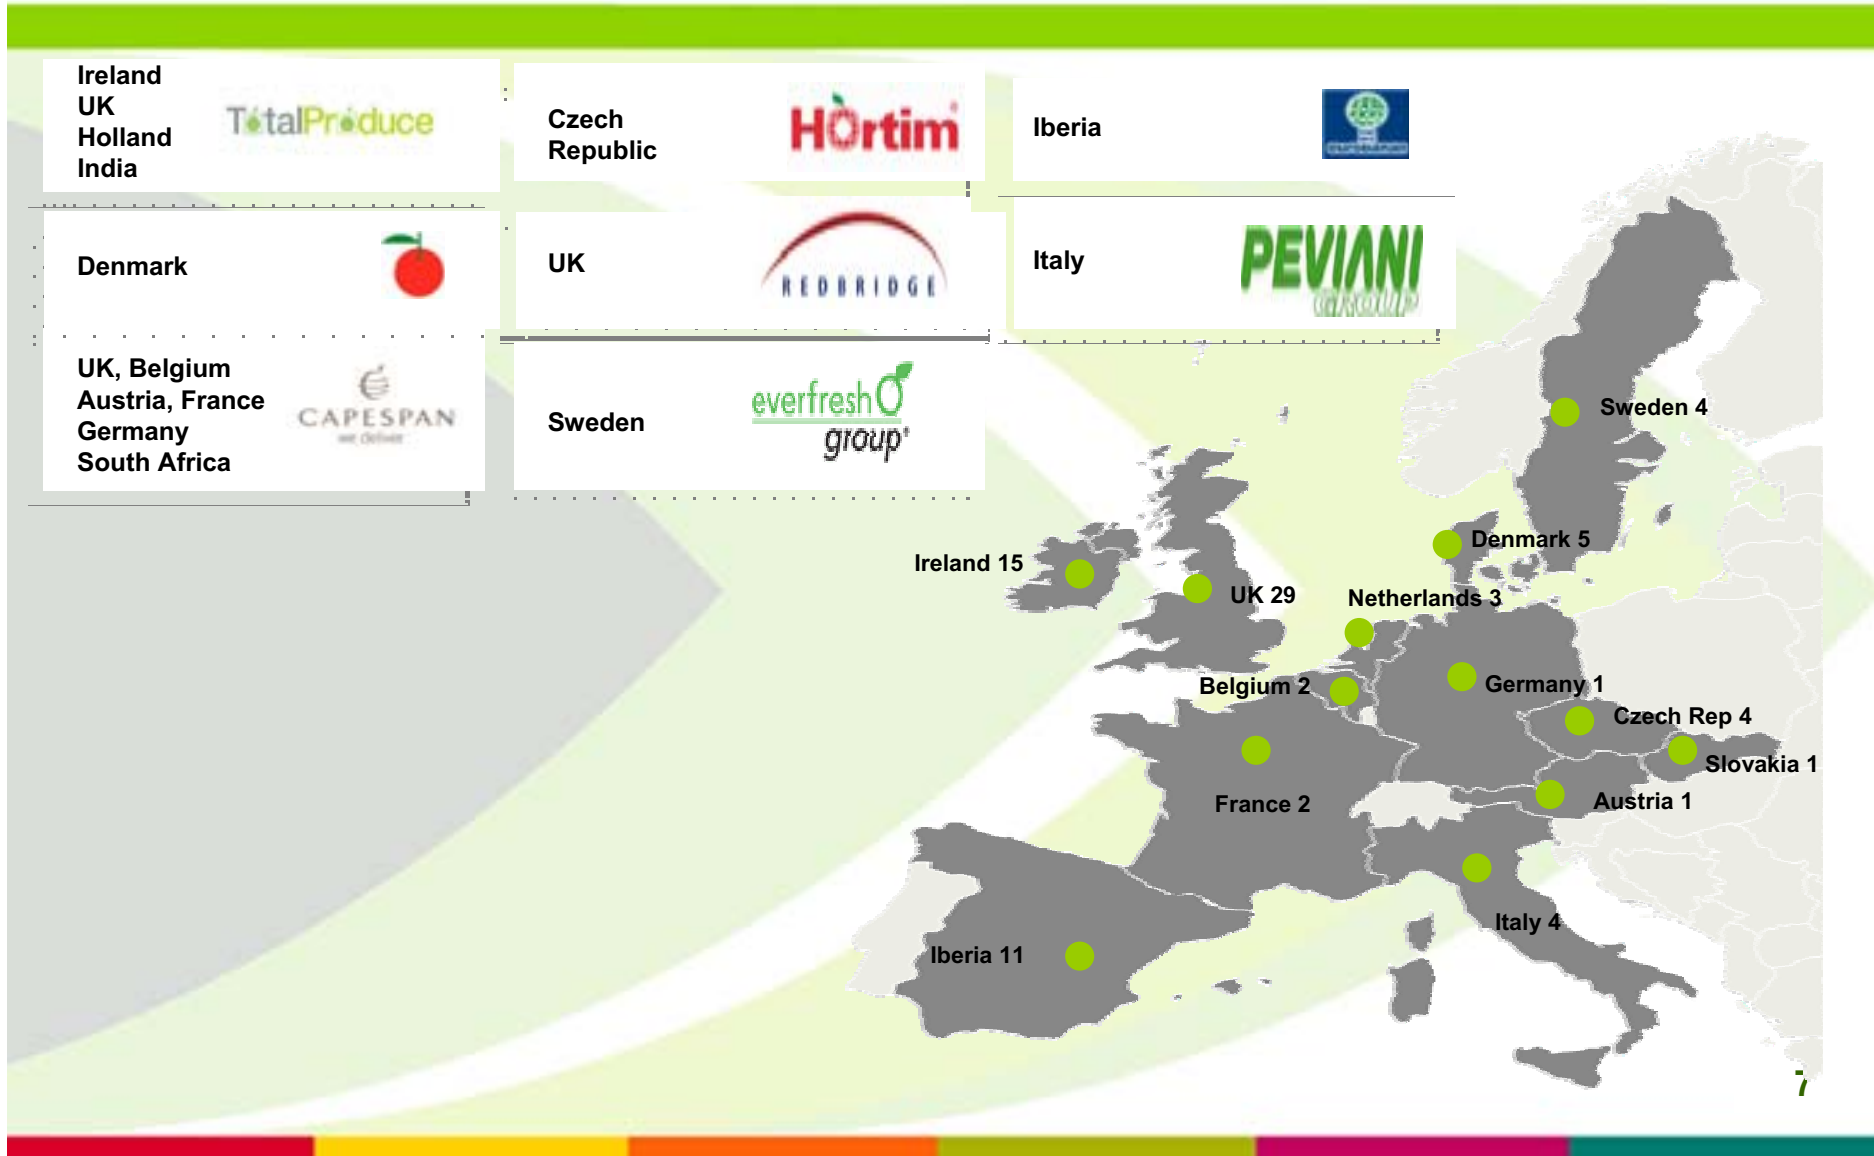 Ireland
UK
Holland
India
TotalProduce
Czech
Republic
Hortim
Iberia
Denmark
UK
REDBRIDGE
Italy
PEVIANI
GROUP
UK, Belgium
Austria, France
Germany
South Africa
CAPESPAN
we deliver
Sweden
everfresh
group
Sweden 4
Denmark 5
Ireland 15
UK 29
Netherlands 3
Belgium 2
Germany 1
Czech Rep 4
Slovakia 1
France 2
Austria 1
Italy 4
Iberia 11
7